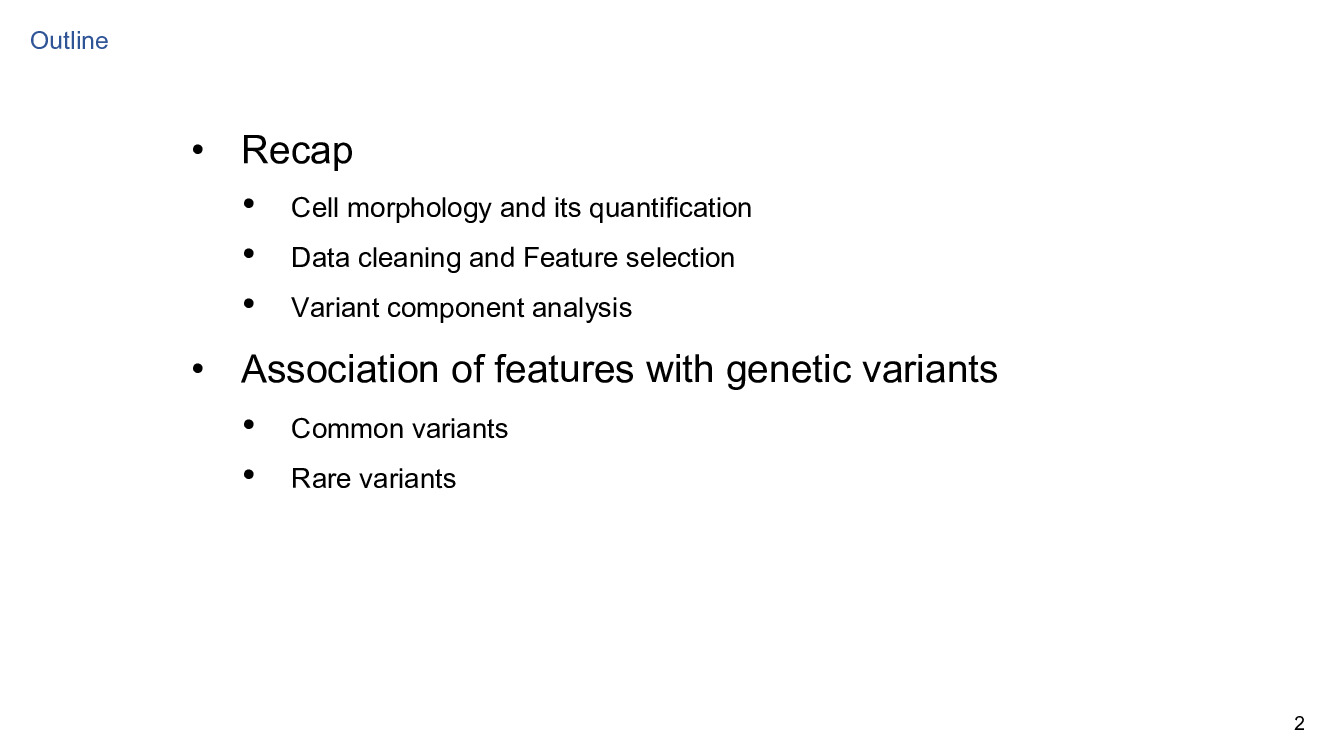 Outline
• Recap
• Cell morphology and its quantification
• Data cleaning and Feature selection
• Variant component analysis
• Association of features with genetic variants
• Common variants
• Rare variants
2